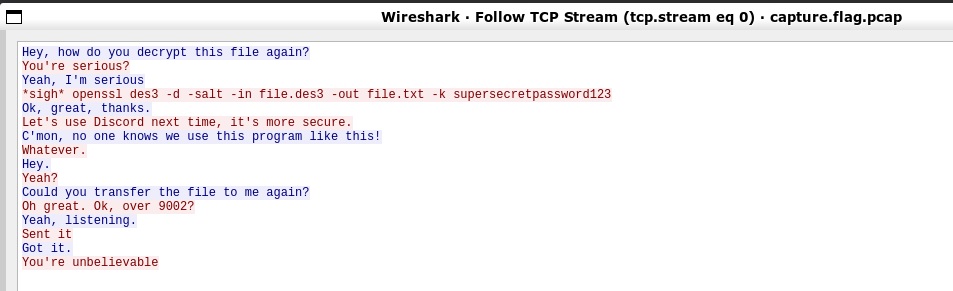 Wireshark · Follow TCP Stream (tcp.stream eq 0) · capture.flag.pcap
Hey, how do you decrypt this file again?
You're serious?
Yeah, I'm serious
*sigh* openssl des3 -d -salt -in file.des3 -out file.txt -k supersecretpassword123
Ok, great, thanks.
Let's use Discord next time, it's more secure.
C'mon, no one knows we use this program like this!
Whatever.
Hey.
Yeah?
Could you transfer the file to me again?
Oh great. Ok, over 9002?
Yeah, listening.
Sent it
Got it.
You're unbelievable